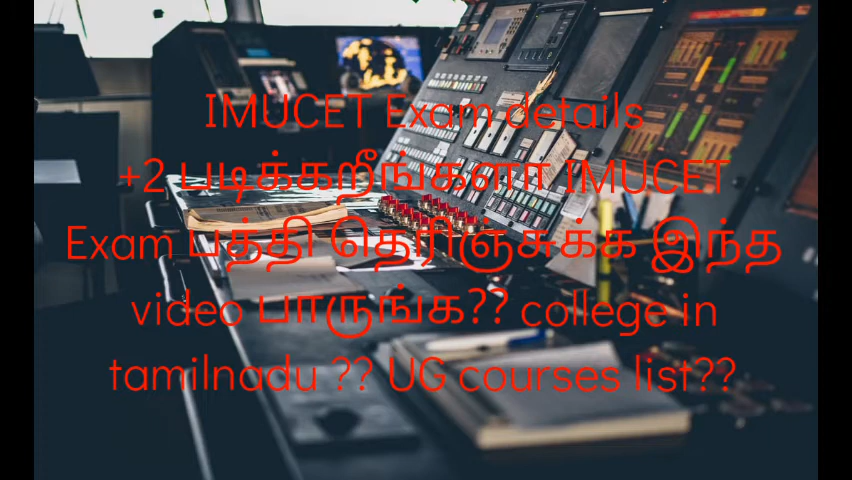 IMUCET Exam details
+2 படிக்கறீங்களா IMUCET
Exam பத்தி தெரிஞ்சுக்க இந்த
video பாருங்க?? college in
tamilnadu ?? UG courses list??